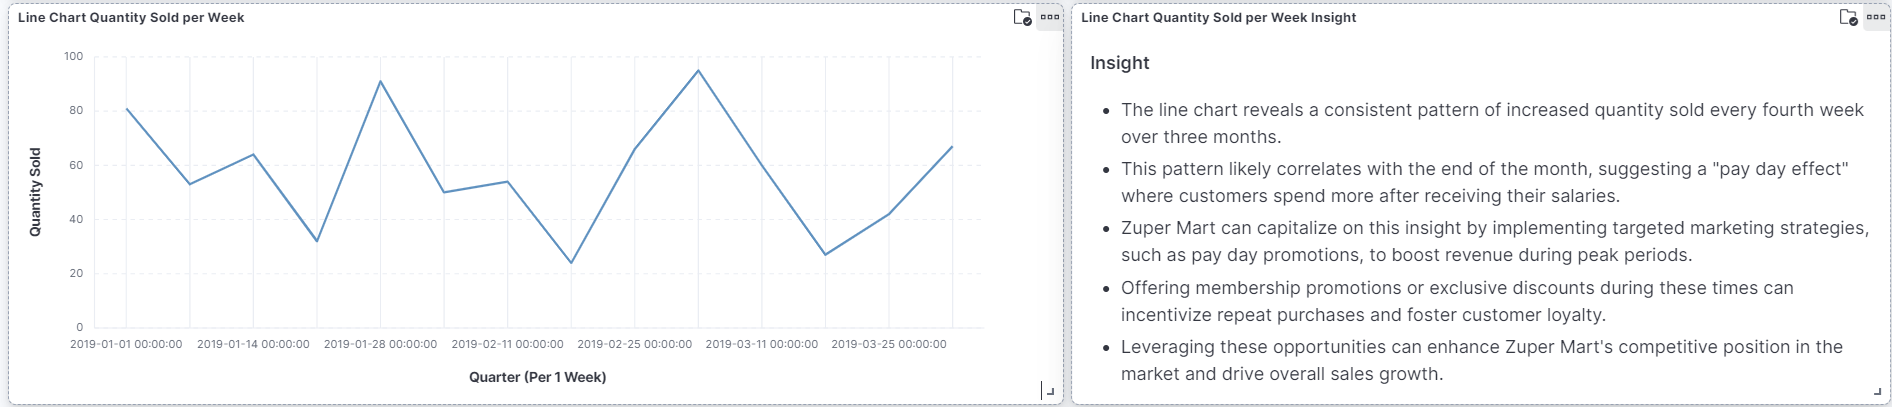 Line Chart Quantity Sold per Week
100
80
60
40
20
0
Quantity Sold
2019-01-01 00:00:00 2019-01-14 00:00:00 2019-01-28 00:00:00 2019-02-11 00:00:00 2019-02-25 00:00:00 2019-03-11 00:00:00 2019-03-25 00:00:00
Quarter (Per 1 Week)
Line Chart Quantity Sold per Week Insight
Insight
• The line chart reveals a consistent pattern of increased quantity sold every fourth week
over three months.
• This pattern likely correlates with the end of the month, suggesting a "pay day effect"
where customers spend more after receiving their salaries.
• Zuper Mart can capitalize on this insight by implementing targeted marketing strategies,
such as pay day promotions, to boost revenue during peak periods.
• Offering membership promotions or exclusive discounts during these times can
incentivize repeat purchases and foster customer loyalty.
• Leveraging these opportunities can enhance Zuper Mart's competitive position in the
market and drive overall sales growth.